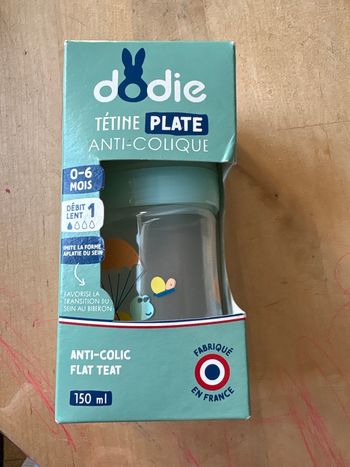 dodie
TÉTINE PLATE
ANTI-COLIQUE
0-6
MOIS
DÉBIT
LENT 1
IMITE LA FORME
APLATIE DU SEIN
FAVORISE LA
TRANSITION DU
SEIN AU BIBERON
ANTI-COLIC
FLAT TEAT
150 ml
FABRIQUÉ
EN FRANCE